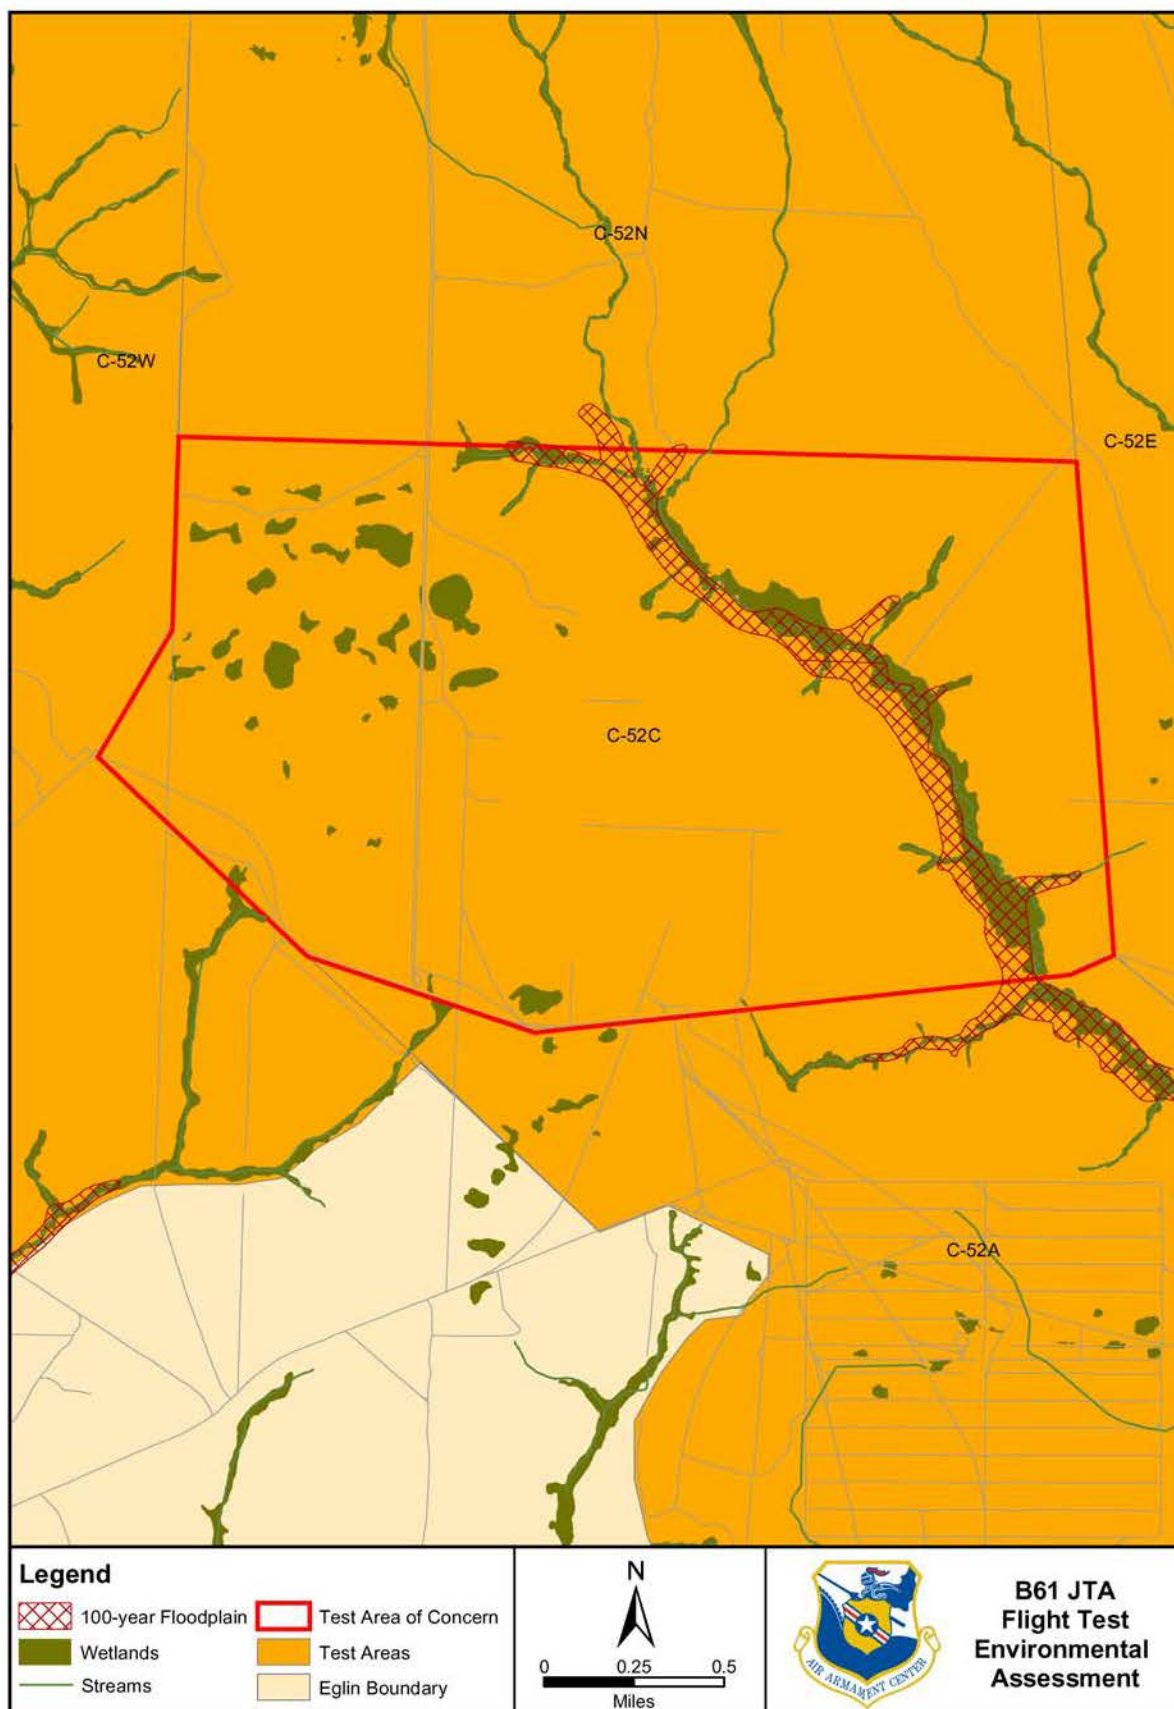 C-52N
C-52W
C-52E
C-52C
C-52A
Legend
100-year Floodplain
Wetlands
Streams
Test Area of Concern
Test Areas
Eglin Boundary
N
0 0.25 0.5
Miles
AIR ARMAMENT CENTER
B61 JTA
Flight Test
Environmental
Assessment